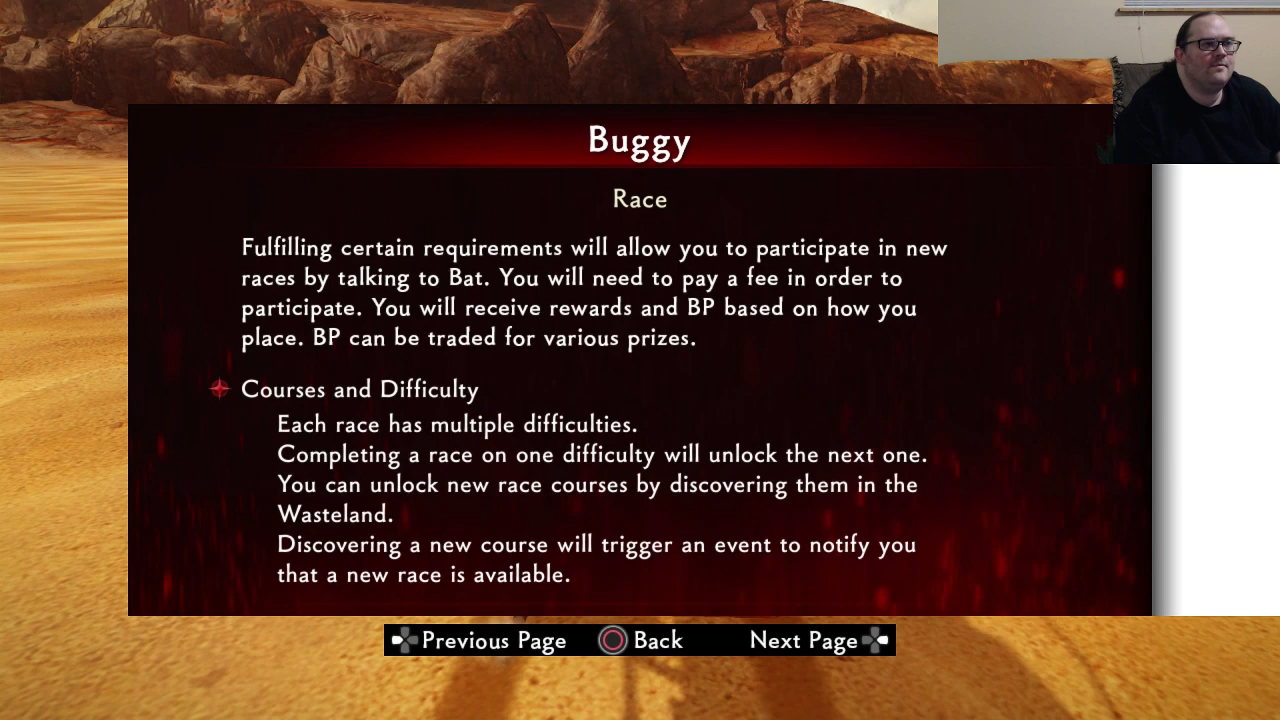 Buggy
Race
Fulfilling certain requirements will allow you to participate in new
races by talking to Bat. You will need to pay a fee in order to
participate. You will receive rewards and BP based on how you
place. BP can be traded for various prizes.
Courses and Difficulty
Each race has multiple difficulties.
Completing a race on one difficulty will unlock the next one.
You can unlock new race courses by discovering them in the
Wasteland.
Discovering a new course will trigger an event to notify you
that a new race is available.
Previous Page Back Next Page